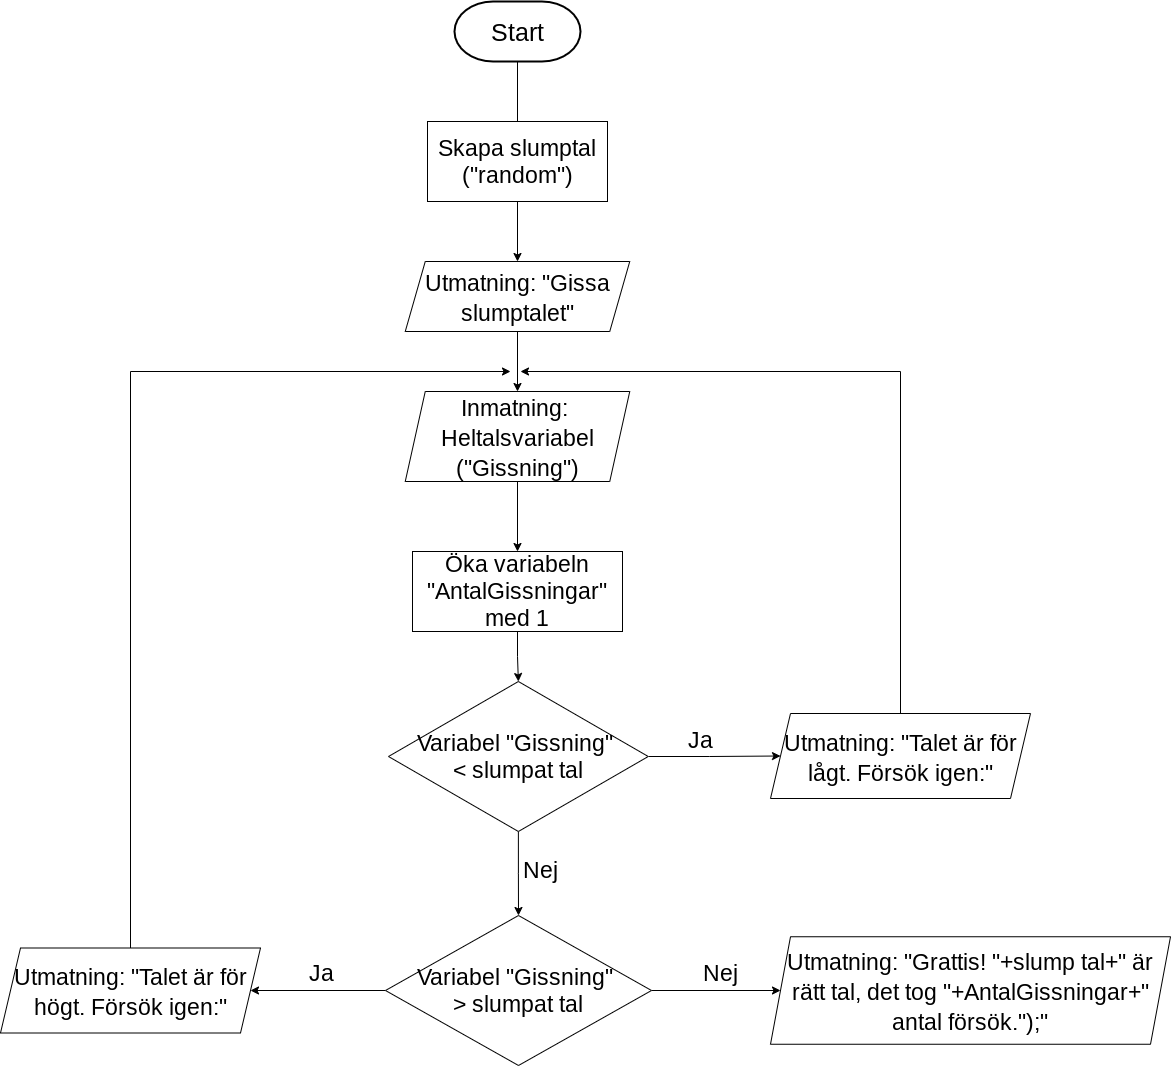 Start
Skapa slumptal
("random")
Utmatning: "Gissa
slumptalet"
Inmatning:
Heltalsvariabel
("Gissning")
Öka variabeln
"AntalGissningar"
med 1
Variabel "Gissning"
< slumpat tal
Ja
Utmatning: "Talet är för
lågt. Försök igen:"
Nej
Utmatning: "Talet är för
högt. Försök igen:"
Ja
Variabel "Gissning"
> slumpat tal
Nej
Utmatning: "Grattis! "+slump tal+" är
rätt tal, det tog "+AntalGissningar+"
antal försök.");"